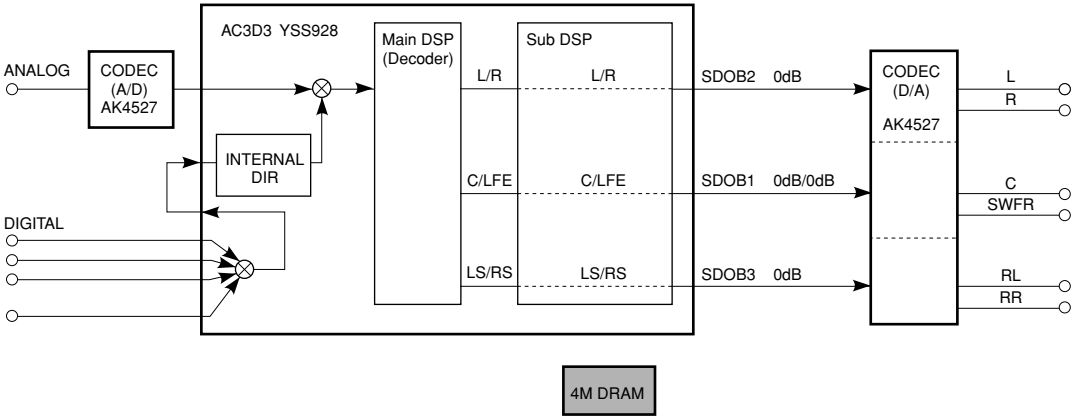 AC3D3 YSS928
Main DSP
(Decoder)
Sub DSP
ANALOG
CODEC
(A/D)
AK4527
L/R
L/R
SDOB2 0dB
CODEC
(D/A)
AK4527
L
R
INTERNAL
DIR
C/LFE
C/LFE
SDOB1 0dB/0dB
C
SWFR
DIGITAL
LS/RS
LS/RS
SDOB3 0dB
RL
RR
4M DRAM